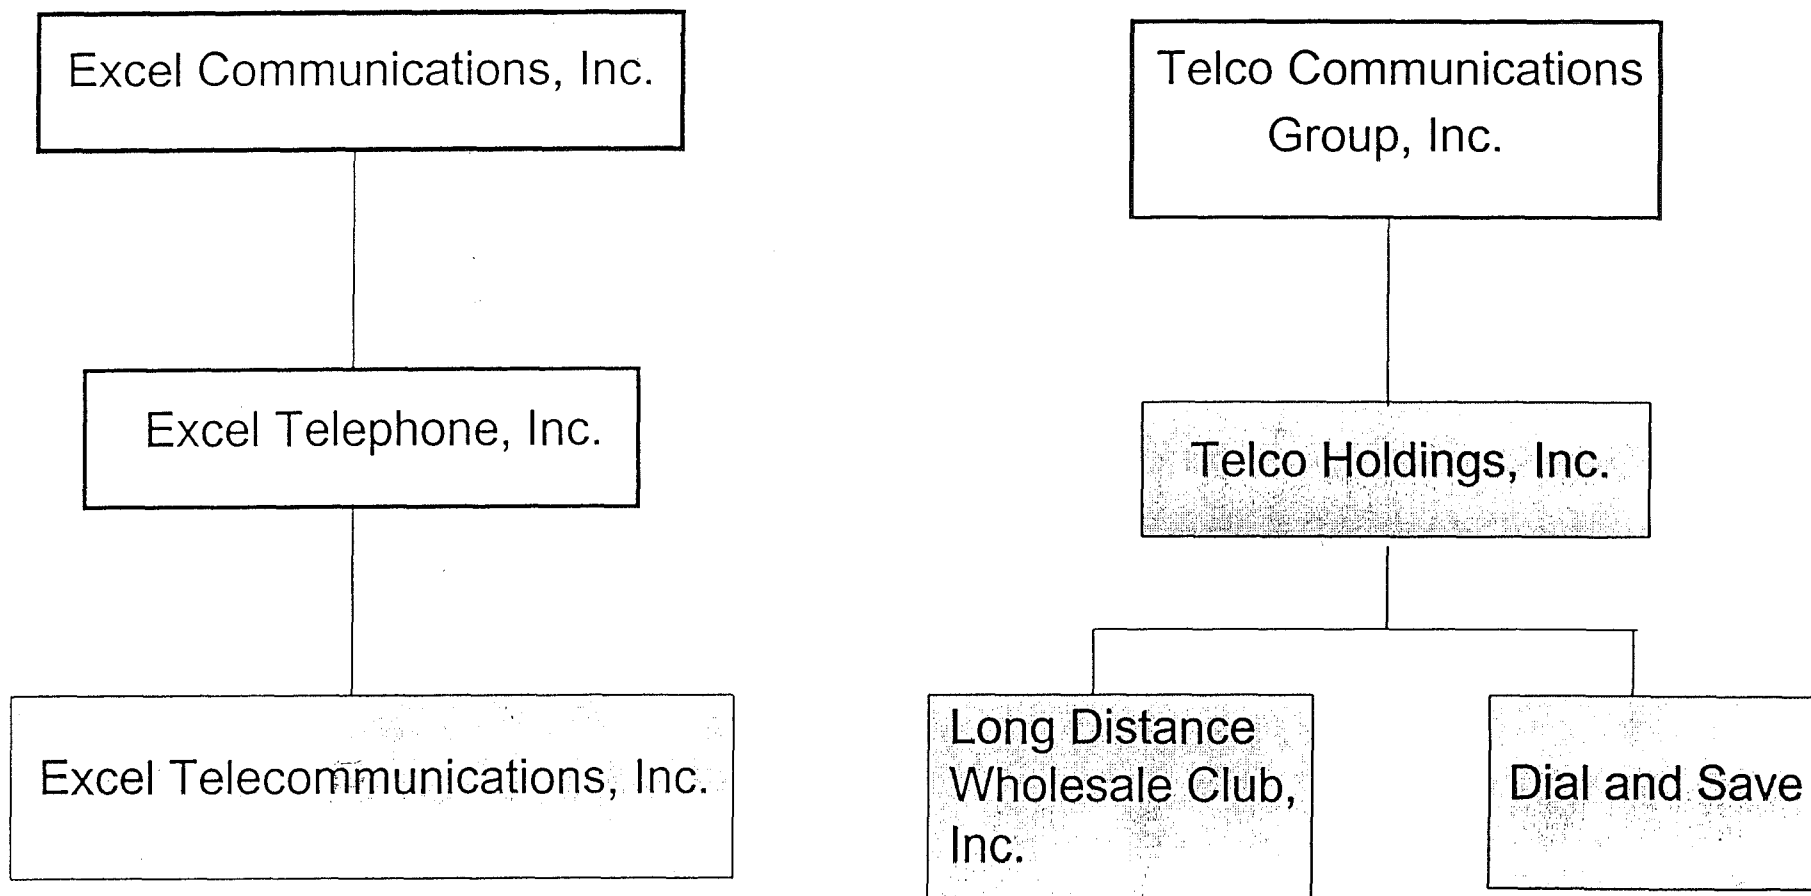 Excel Communications, Inc.
Telco Communications
Group, Inc.
Excel Telephone, Inc.
Telco Holdings, Inc.
Excel Telecommunications, Inc.
Long Distance
Wholesale Club,
Inc.
Dial and Save